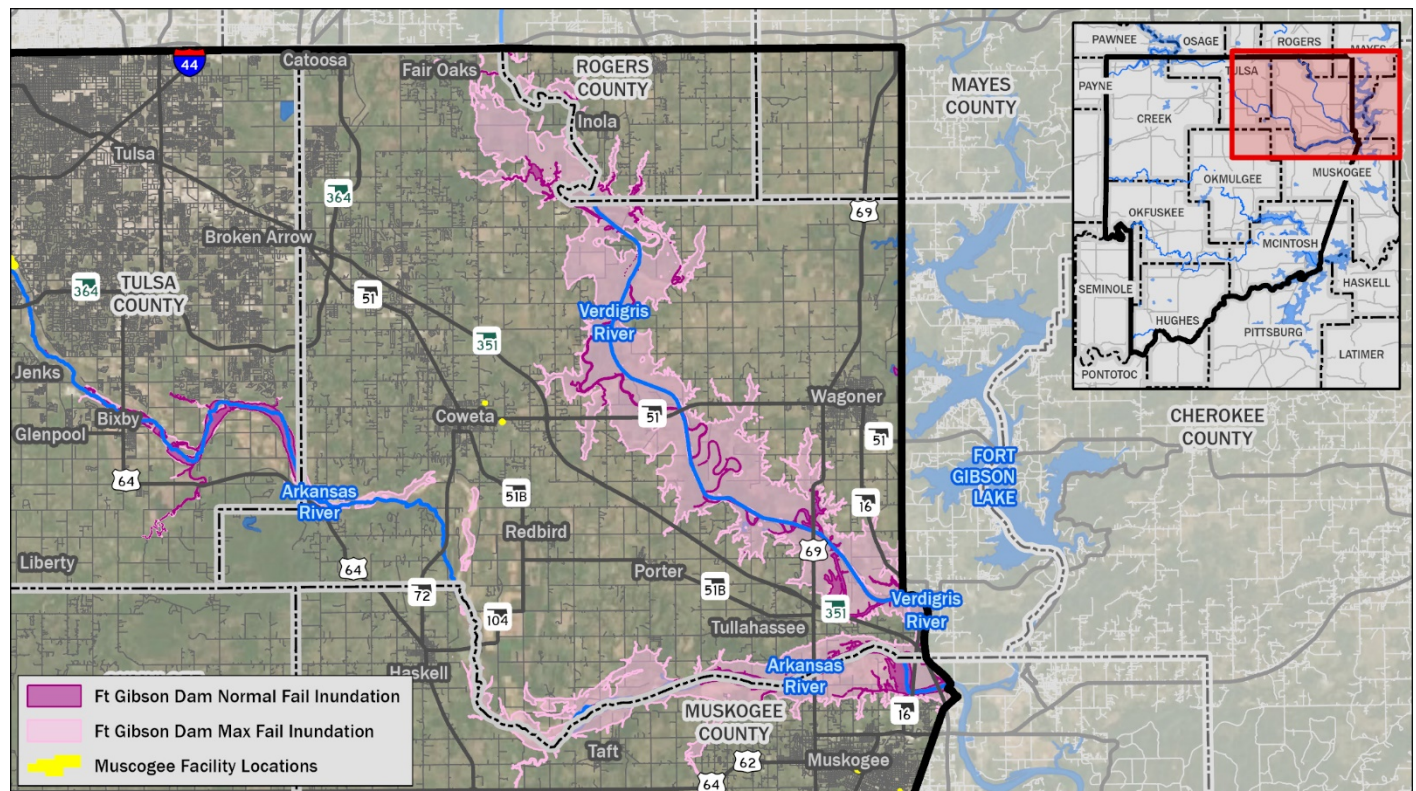 44
Catoosa
Fair Oaks
ROGERS
COUNTY
MAYES
COUNTY
Inola
Tulsa
364
69
Broken Arrow
TULSA
COUNTY
364
51
Verdigris
River
351
Jenks
Wagoner
Bixby
Coweta
51
Glenpool
51
CHEROKEE
COUNTY
64
FORT
GIBSON
LAKE
51B
Arkansas
River
16
Redbird
69
Liberty
64
Porter
72
51B
Verdigris
River
104
351
Tullahassee
Haskell
Arkansas
River
MUSKOGEE
COUNTY
16
Taft
62
Muskogee
64
Ft Gibson Dam Normal Fail Inundation
Ft Gibson Dam Max Fail Inundation
Muscogee Facility Locations
PAWNEE
OSAGE
ROGERS
MAYES
TULSA
PAYNE
CREEK
MUSKOGEE
OKMULGEE
OKFUSKEE
MCINTOSH
HASKELL
SEMINOLE
HUGHES
PITTSBURG
LATIMER
PONTOTOC